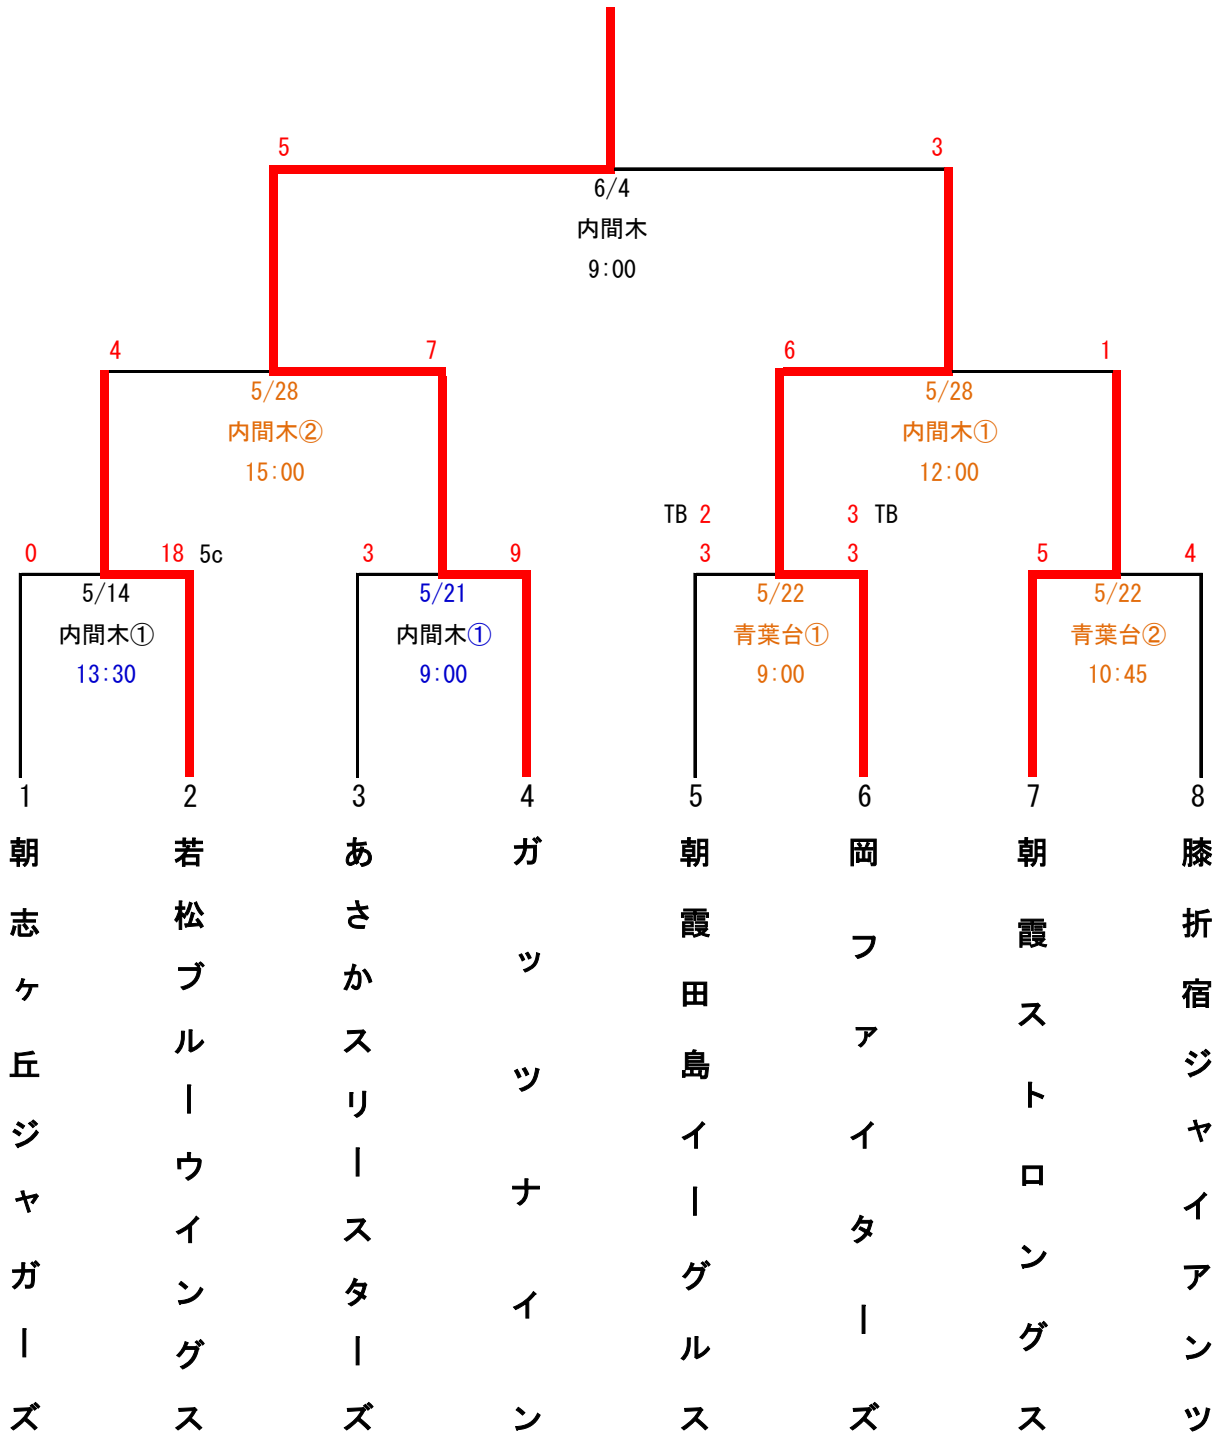 5 3
6/4
内間木
9:00
4 7 6 1
5/28 5/28
内間木② 内間木①
15:00 12:00
TB 2 3 TB
0 18 5c 3 9 3 3 5 4
5/14 5/21 5/22 5/22
内間木① 内間木① 青葉台① 青葉台②
13:30 9:00 9:00 10:45
1 2 3 4 5 6 7 8
朝志ヶ丘ジャガーズ
若松ブルーウイングス
あさかスリースターズ
ガッツナイン
朝霞田島イーグルス
岡ファイターズ
朝霞ストロングス
膝折宿ジャイアンツ